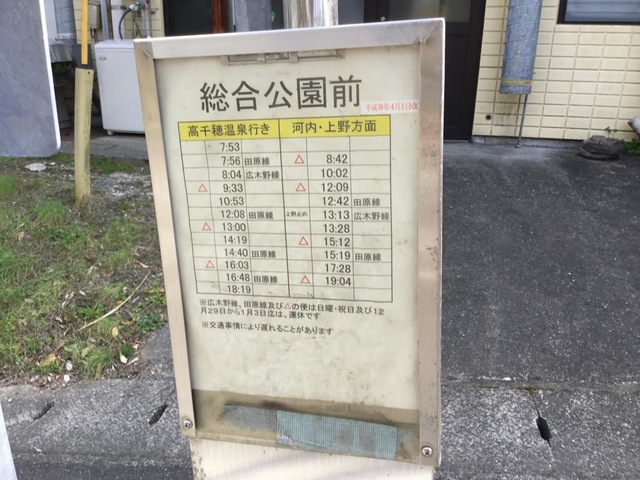 総合公園前
平成30年4月1日改
高千穂温泉行き 河内・上野方面
7:53
7:56 田原線 △ 8:42
8:04 広木野線 10:02
△ 9:33 △ 12:09
10:53 12:42 田原線
12:08 田原線 上野止め 13:13 広木野線
△ 13:00 13:28
14:19 △ 15:12
14:40 田原線 15:19 田原線
△ 16:03 17:28
16:48 田原線 △ 19:04
18:19
※広木野線、田原線及び△の便は日曜・祝日及び12
月29日から1月3日迄は、運休です
※交通事情により遅れることがあります